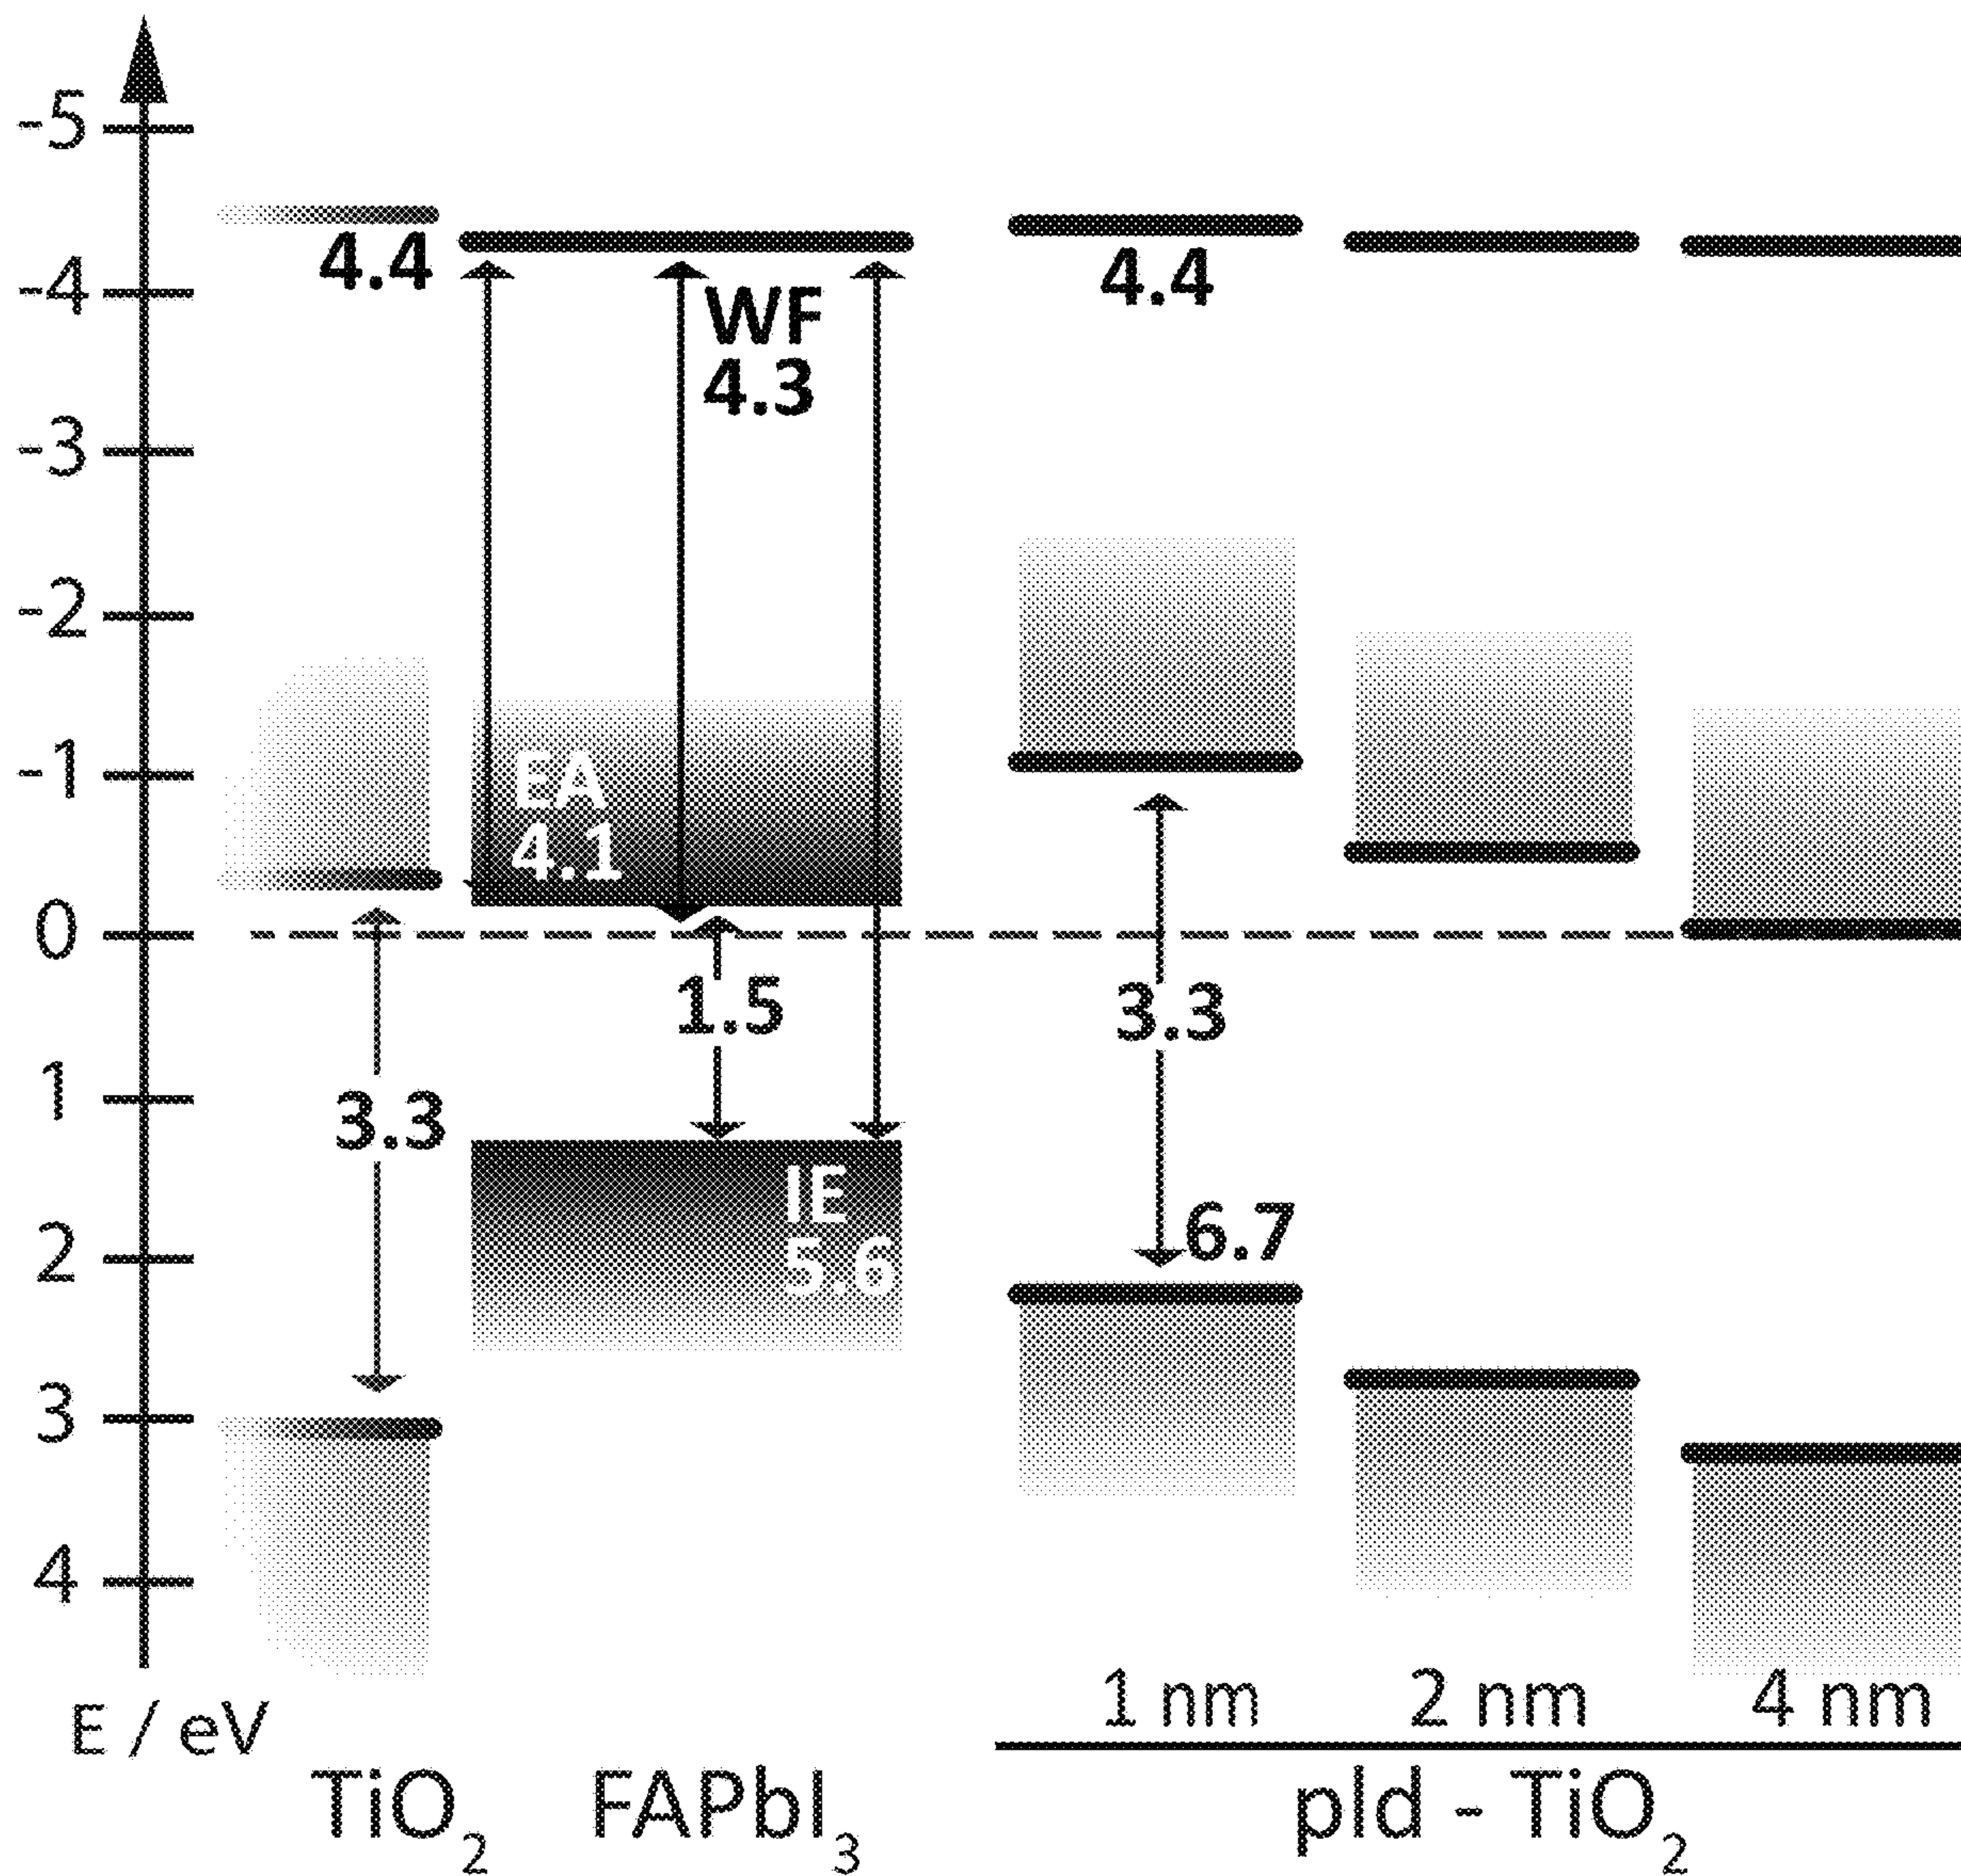 -5
-4
-3
-2
-1
0
1
2
3
4
E / eV
4.4
WF
4.3
4.4
EA
4.1
1.5
3.3
3.3
IE
5.6
6.7
1 nm
2 nm
4 nm
TiO₂
FAPbI₃
pld - TiO₂